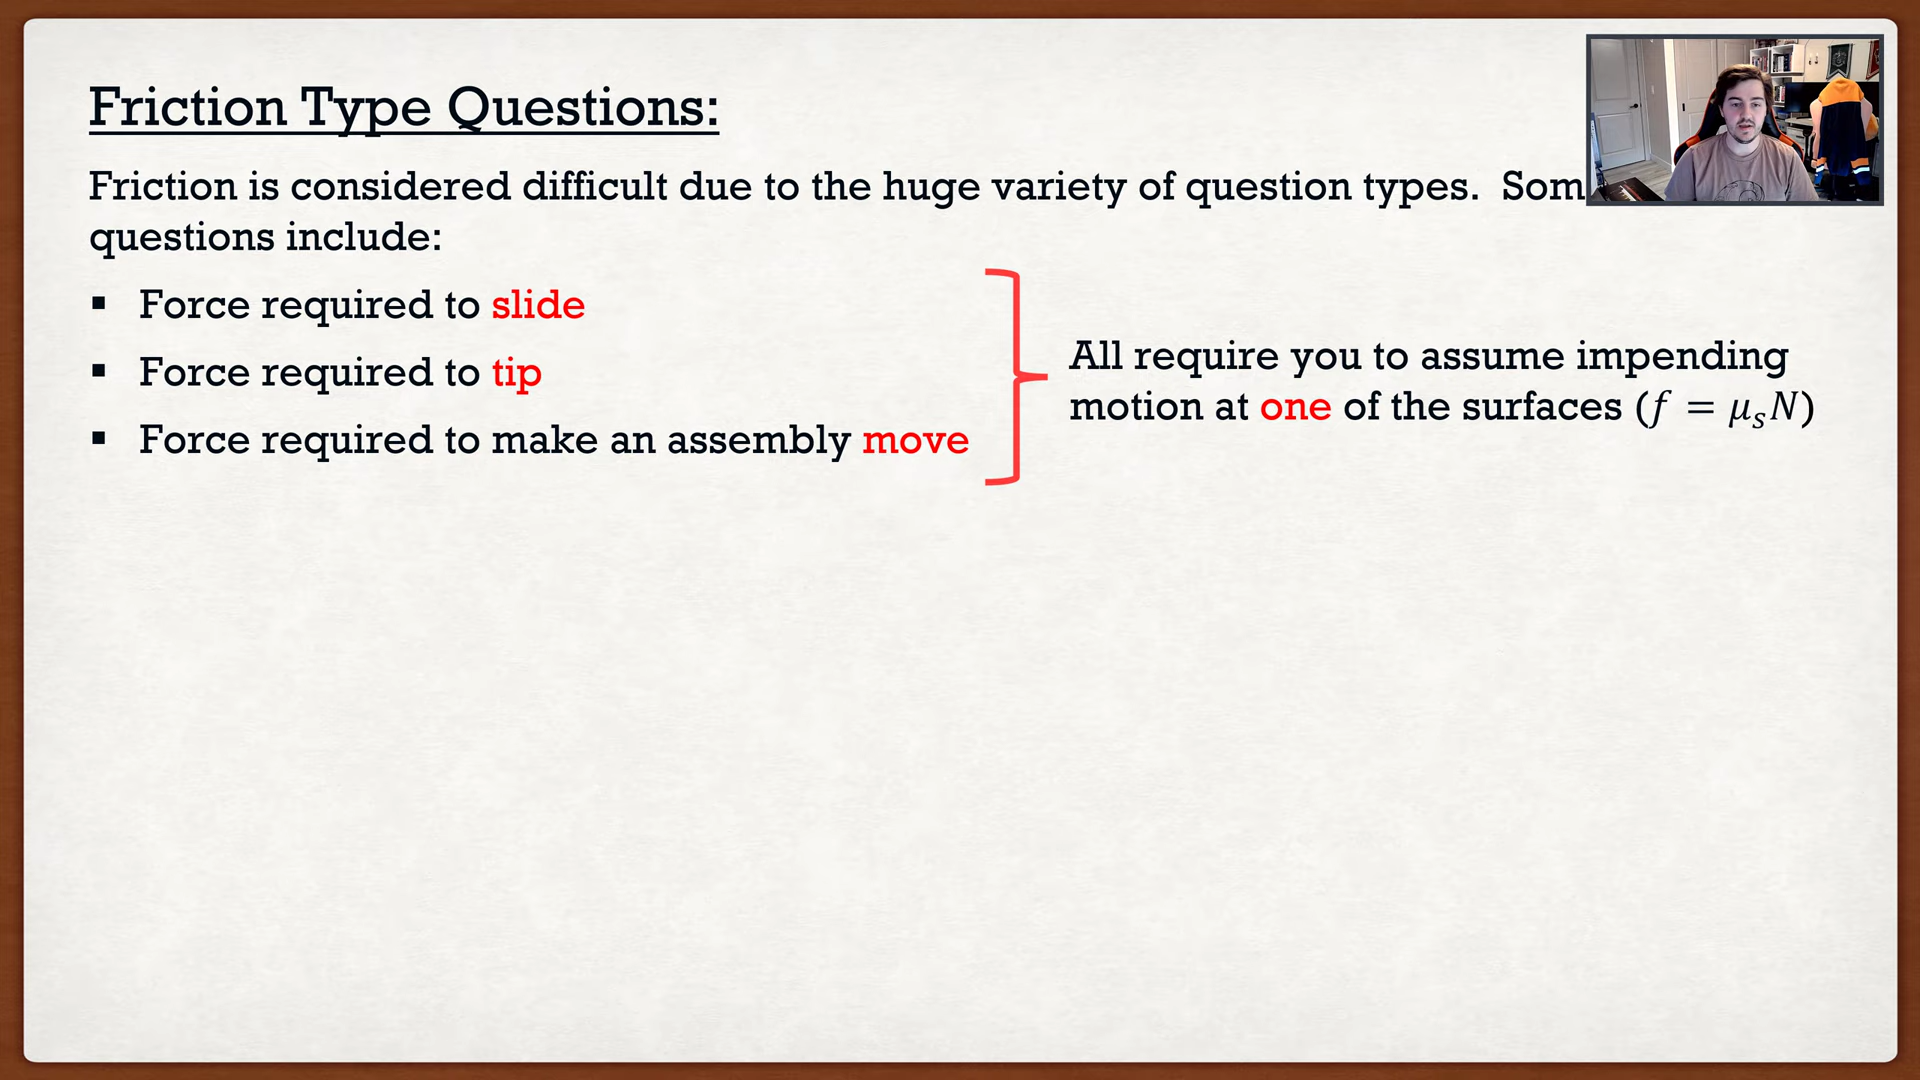 Friction Type Questions:
Friction is considered difficult due to the huge variety of question types. Som
questions include:
▪ Force required to slide
▪ Force required to tip
▪ Force required to make an assembly move
All require you to assume impending
motion at one of the surfaces (f = μₛN)